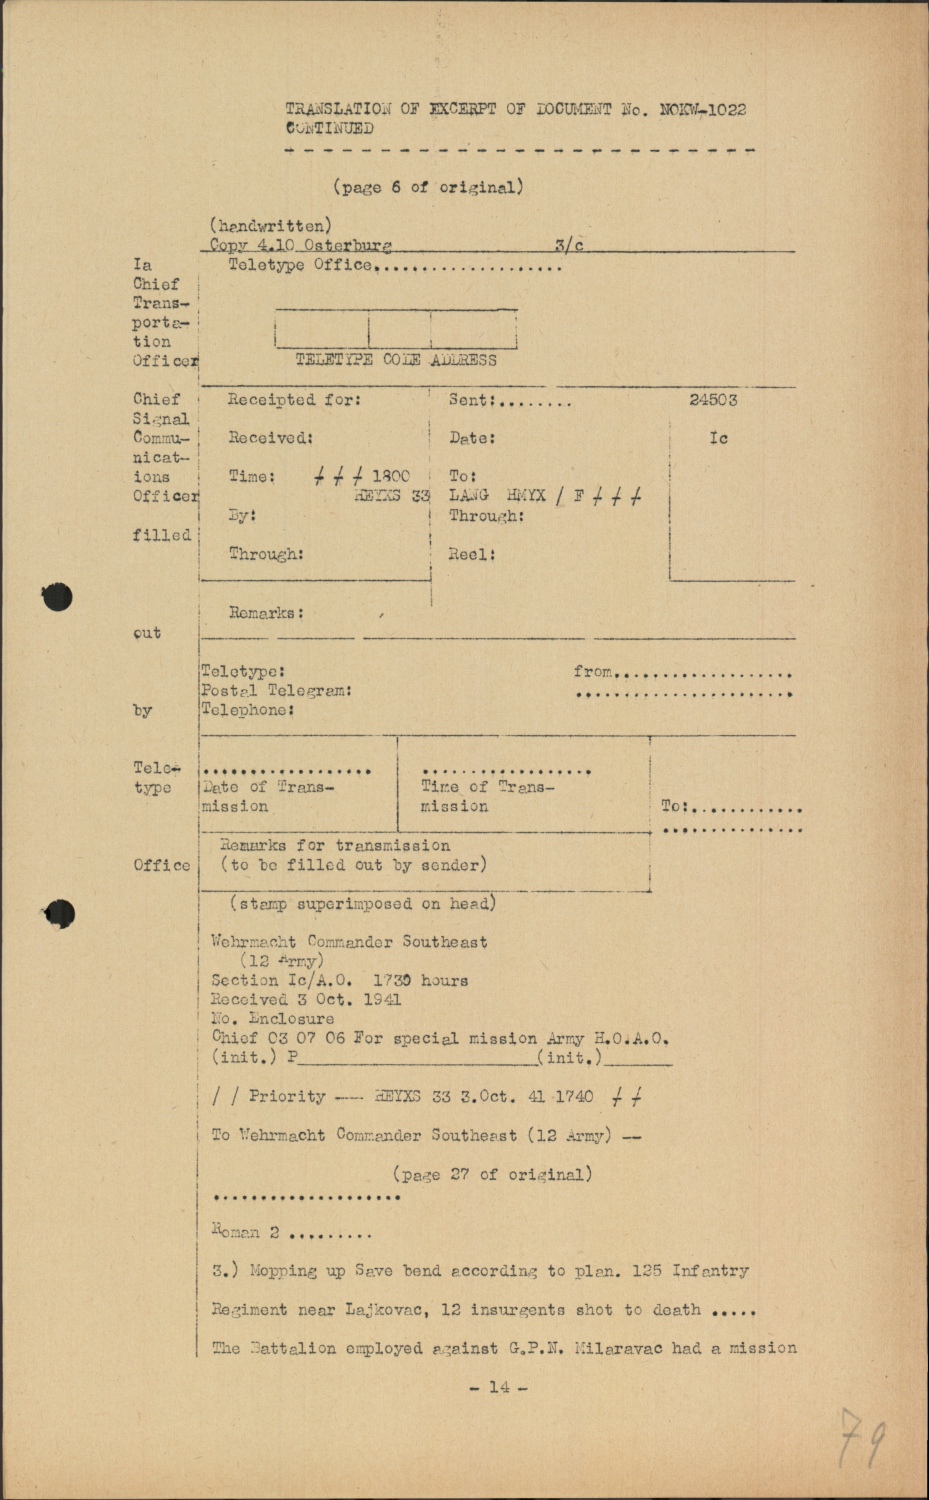 TRANSLATION OF EXCERPT OF DOCUMENT No. NOKW-1022
CONTINUED
- - - - - - - - - - - - - - - - - - - - - - - - -
(page 6 of original)
(handwritten)
Copy 4.10 Osterburg 3/c
Ia Teletype Office.....................
Chief
Trans-
porta-
tion
Officer TELETYPE CODE ADDRESS
Chief Receipted for: Sent:........ 24503
Signal
Commu- Received: Date: Ic
nicat-
ions Time: / / / 1800 To:
Officer HEYXS 33 LANG HMYX / F / / /
By: Through:
filled
Through: Reel:
Remarks:
out
Teletype: from...................
Postal Telegram: .......................
by Telephone:
Tele- .................. ..................
type Date of Trans- Time of Trans-
mission mission To:............
...............
Remarks for transmission
Office (to be filled out by sender)
(stamp superimposed on head)
Wehrmacht Commander Southeast
(12 Army)
Section Ic/A.O. 1730 hours
Received 3 Oct. 1941
No. Enclosure
Chief 03 07 06 For special mission Army H.O.A.O.
(init.) P (init.)
/ / Priority --- HEYXS 33 3.Oct. 41 1740 / /
To Wehrmacht Commander Southeast (12 Army) --
(page 27 of original)
....................
Roman 2 .........
3.) Mopping up Save bend according to plan. 125 Infantry
Regiment near Lajkovac, 12 insurgents shot to death .....
The Battalion employed against G.P.N. Milaravac had a mission
- 14 -
79